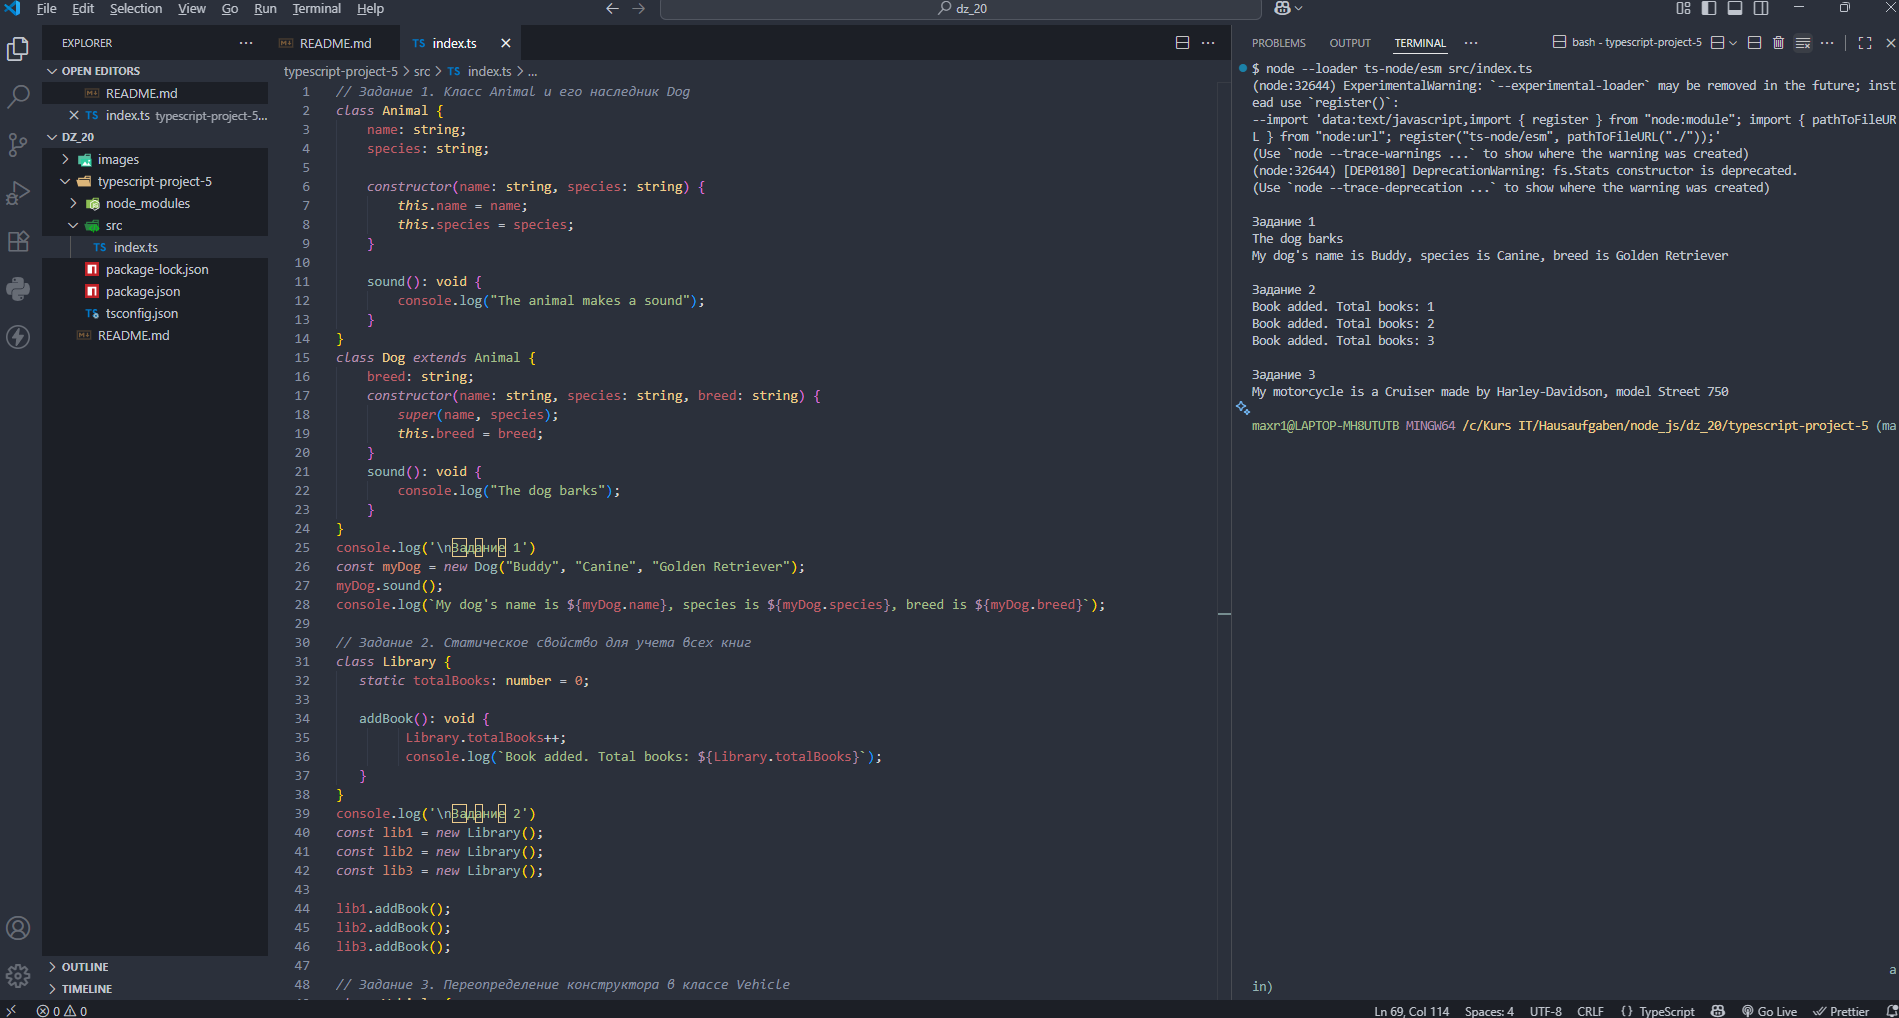 File Edit Selection View Go Run Terminal Help
dz_20
EXPLORER
OPEN EDITORS
README.md
TS index.ts typescript-project-5...
DZ_20
images
typescript-project-5
node_modules
src
TS index.ts
package-lock.json
package.json
TS tsconfig.json
README.md
OUTLINE
TIMELINE
README.md
TS index.ts
typescript-project-5 > src > TS index.ts > ...
1 // Задание 1. Класс Animal и его наследник Dog
2 class Animal {
3 name: string;
4 species: string;
5
6 constructor(name: string, species: string) {
7 this.name = name;
8 this.species = species;
9 }
10
11 sound(): void {
12 console.log("The animal makes a sound");
13 }
14 }
15 class Dog extends Animal {
16 breed: string;
17 constructor(name: string, species: string, breed: string) {
18 super(name, species);
19 this.breed = breed;
20 }
21 sound(): void {
22 console.log("The dog barks");
23 }
24 }
25 console.log('\nЗадание 1')
26 const myDog = new Dog("Buddy", "Canine", "Golden Retriever");
27 myDog.sound();
28 console.log(`My dog's name is ${myDog.name}, species is ${myDog.species}, breed is ${myDog.breed}`);
29
30 // Задание 2. Статическое свойство для учета всех книг
31 class Library {
32 static totalBooks: number = 0;
33
34 addBook(): void {
35 Library.totalBooks++;
36 console.log(`Book added. Total books: ${Library.totalBooks}`);
37 }
38 }
39 console.log('\nЗадание 2')
40 const lib1 = new Library();
41 const lib2 = new Library();
42 const lib3 = new Library();
43
44 lib1.addBook();
45 lib2.addBook();
46 lib3.addBook();
47
48 // Задание 3. Переопределение конструктора в классе Vehicle
PROBLEMS OUTPUT TERMINAL
bash - typescript-project-5
$ node --loader ts-node/esm src/index.ts
(node:32644) ExperimentalWarning: `--experimental-loader` may be removed in the future; inst
ead use `register()`:
--import 'data:text/javascript,import { register } from "node:module"; import { pathToFileUR
L } from "node:url"; register("ts-node/esm", pathToFileURL("./"));'
(Use `node --trace-warnings ...` to show where the warning was created)
(node:32644) [DEP0180] DeprecationWarning: fs.Stats constructor is deprecated.
(Use `node --trace-deprecation ...` to show where the warning was created)
Задание 1
The dog barks
My dog's name is Buddy, species is Canine, breed is Golden Retriever
Задание 2
Book added. Total books: 1
Book added. Total books: 2
Book added. Total books: 3
Задание 3
My motorcycle is a Cruiser made by Harley-Davidson, model Street 750
maxr1@LAPTOP-MH8UTUTB MINGW64 /c/Kurs IT/Hausaufgaben/node_js/dz_20/typescript-project-5 (ma
a
in)
0 0
Ln 69, Col 114 Spaces: 4 UTF-8 CRLF {} TypeScript Go Live Prettier